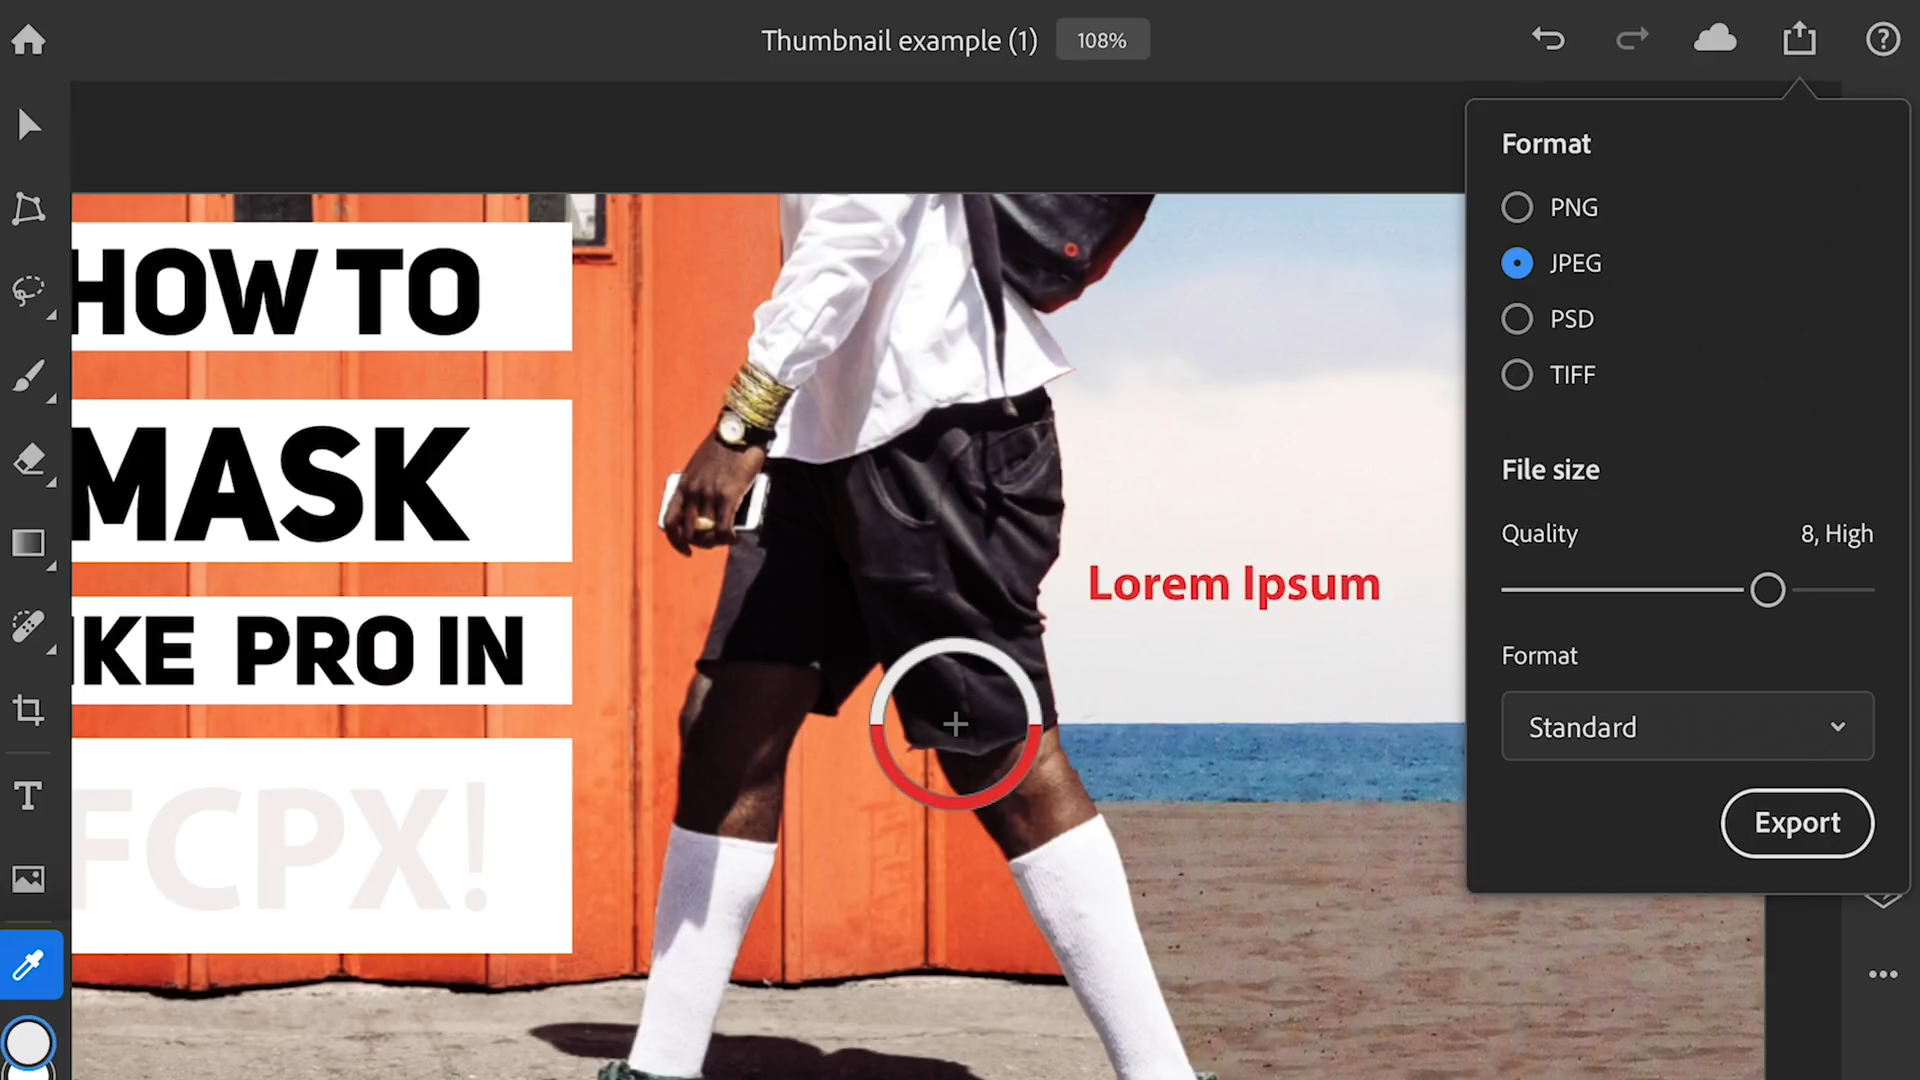 Thumbnail example (1) 108%
HOW TO
MASK
IKE PRO IN
FCPX!
Lorem Ipsum
T
Format
PNG
JPEG
PSD
TIFF
File size
Quality 8, High
Format
Standard
Export